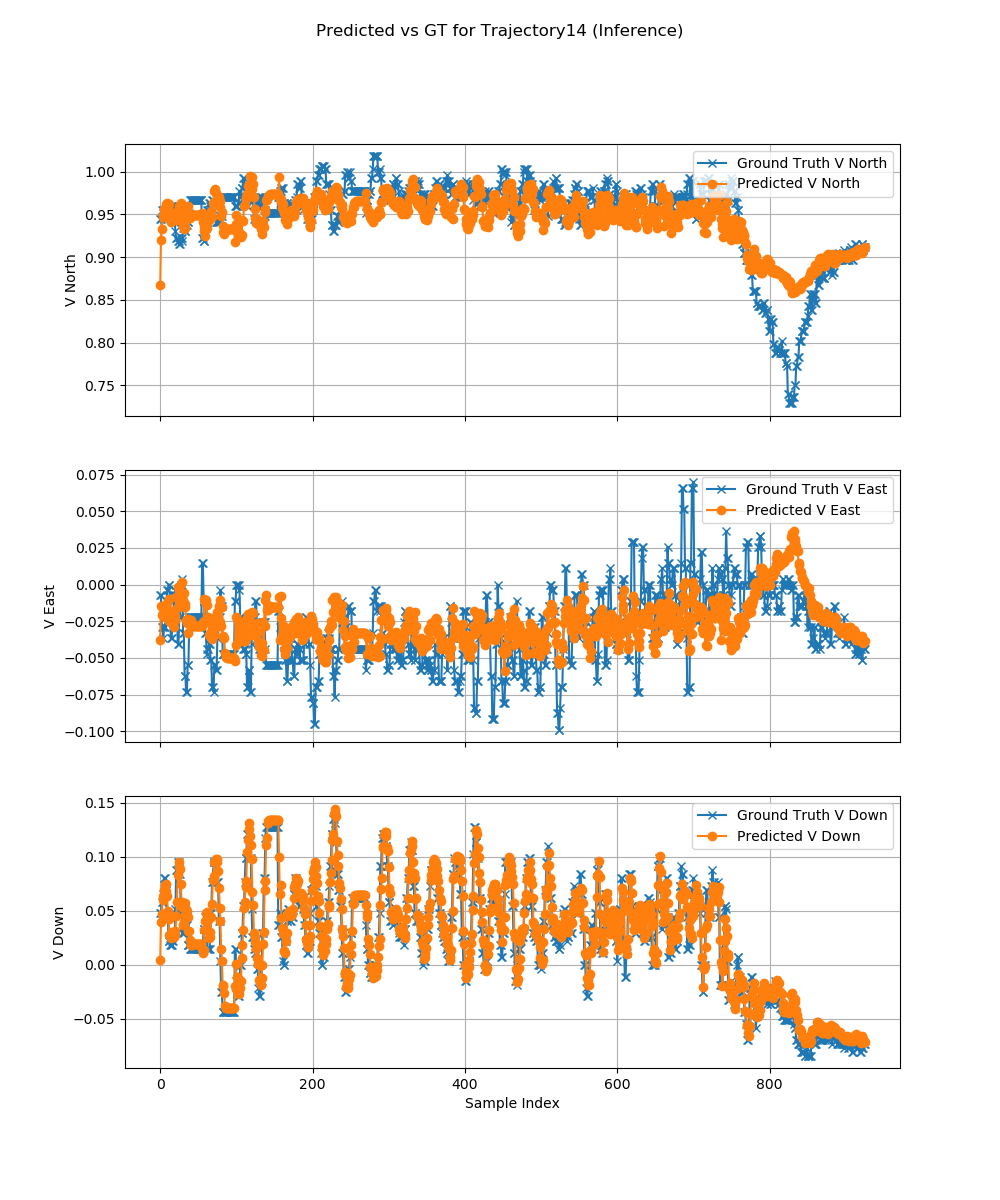 Predicted vs GT for Trajectory14 (Inference)
1.00
0.95
0.90
0.85
0.80
0.75
V North
Ground Truth V North
Predicted V North
0.075
0.050
0.025
0.000
−0.025
−0.050
−0.075
−0.100
V East
Ground Truth V East
Predicted V East
0.15
0.10
0.05
0.00
−0.05
V Down
Ground Truth V Down
Predicted V Down
0 200 400 600 800
Sample Index